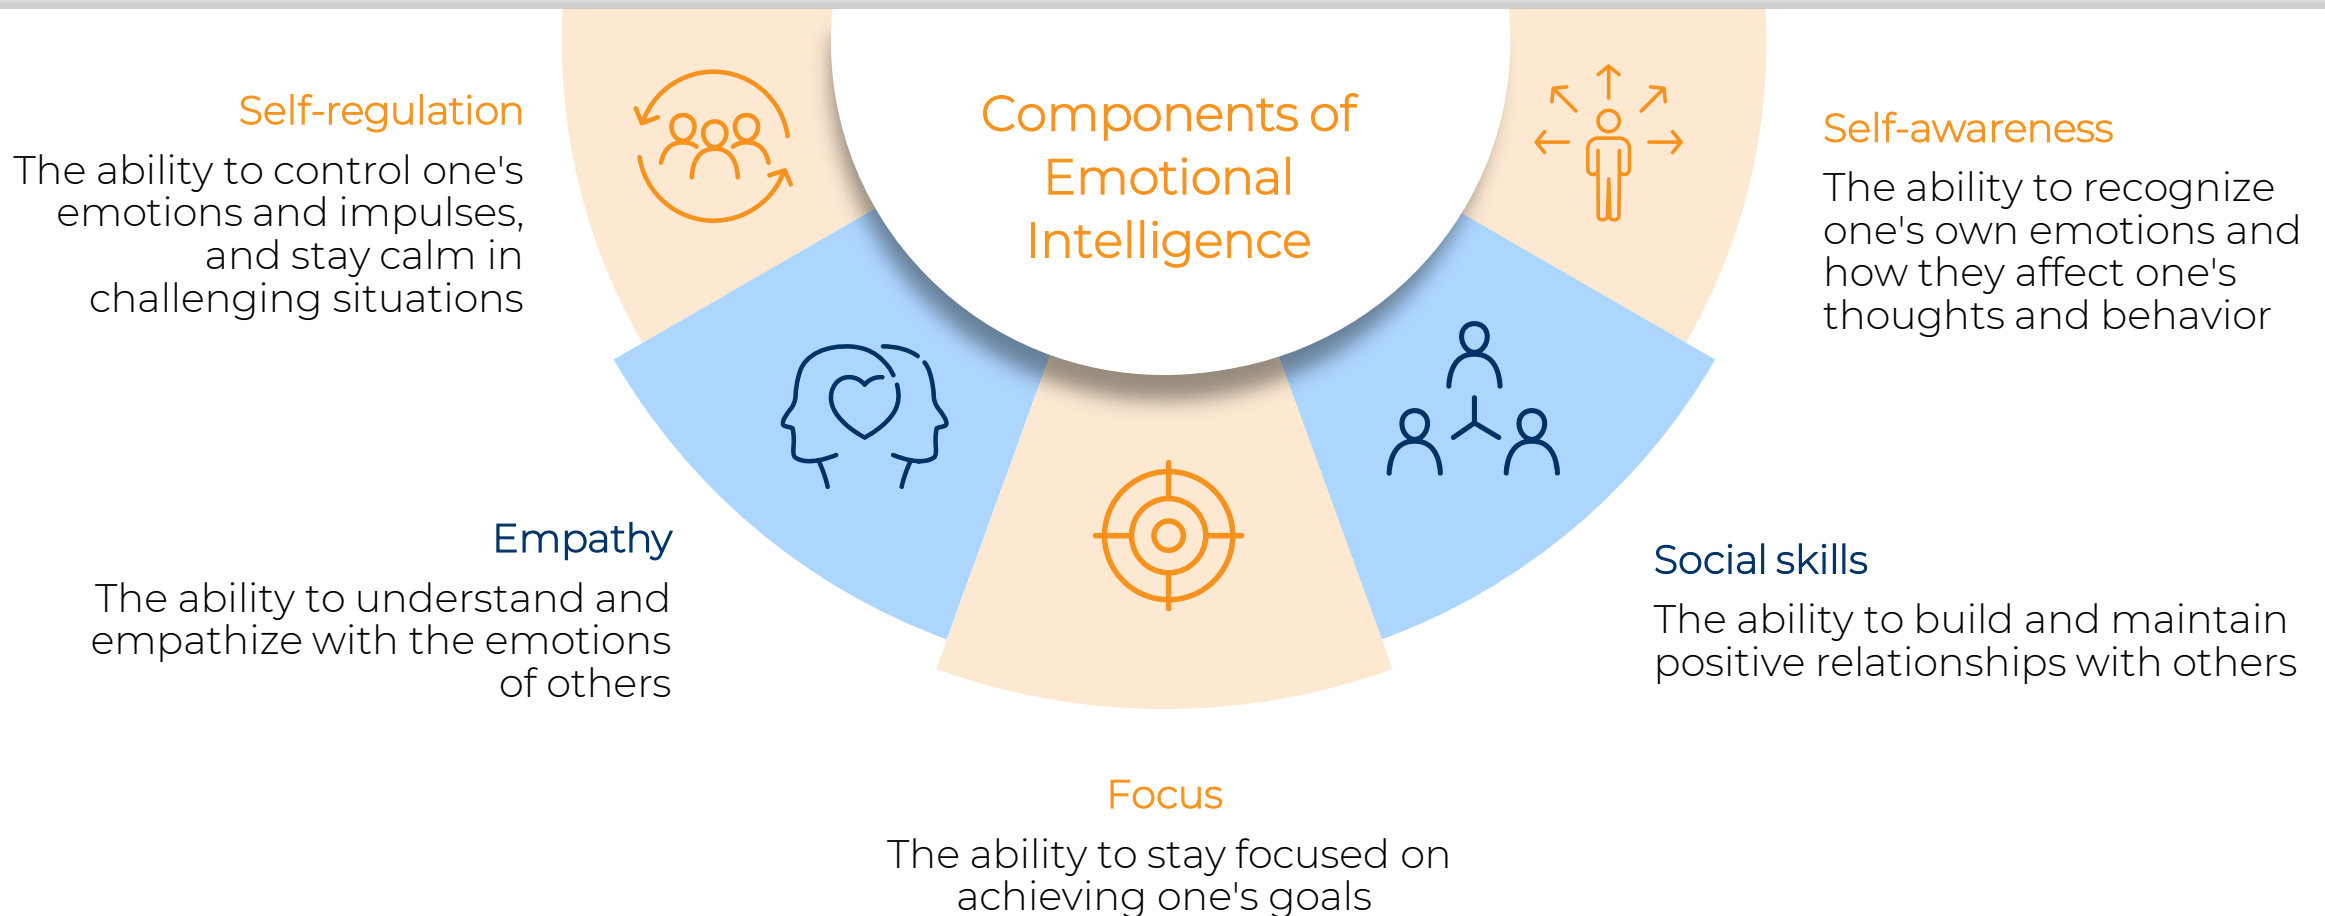 Components of
Emotional
Intelligence
Self-regulation
The ability to control one's
emotions and impulses,
and stay calm in
challenging situations
Empathy
The ability to understand and
empathize with the emotions
of others
Focus
The ability to stay focused on
achieving one's goals
Social skills
The ability to build and maintain
positive relationships with others
Self-awareness
The ability to recognize
one's own emotions and
how they affect one's
thoughts and behavior